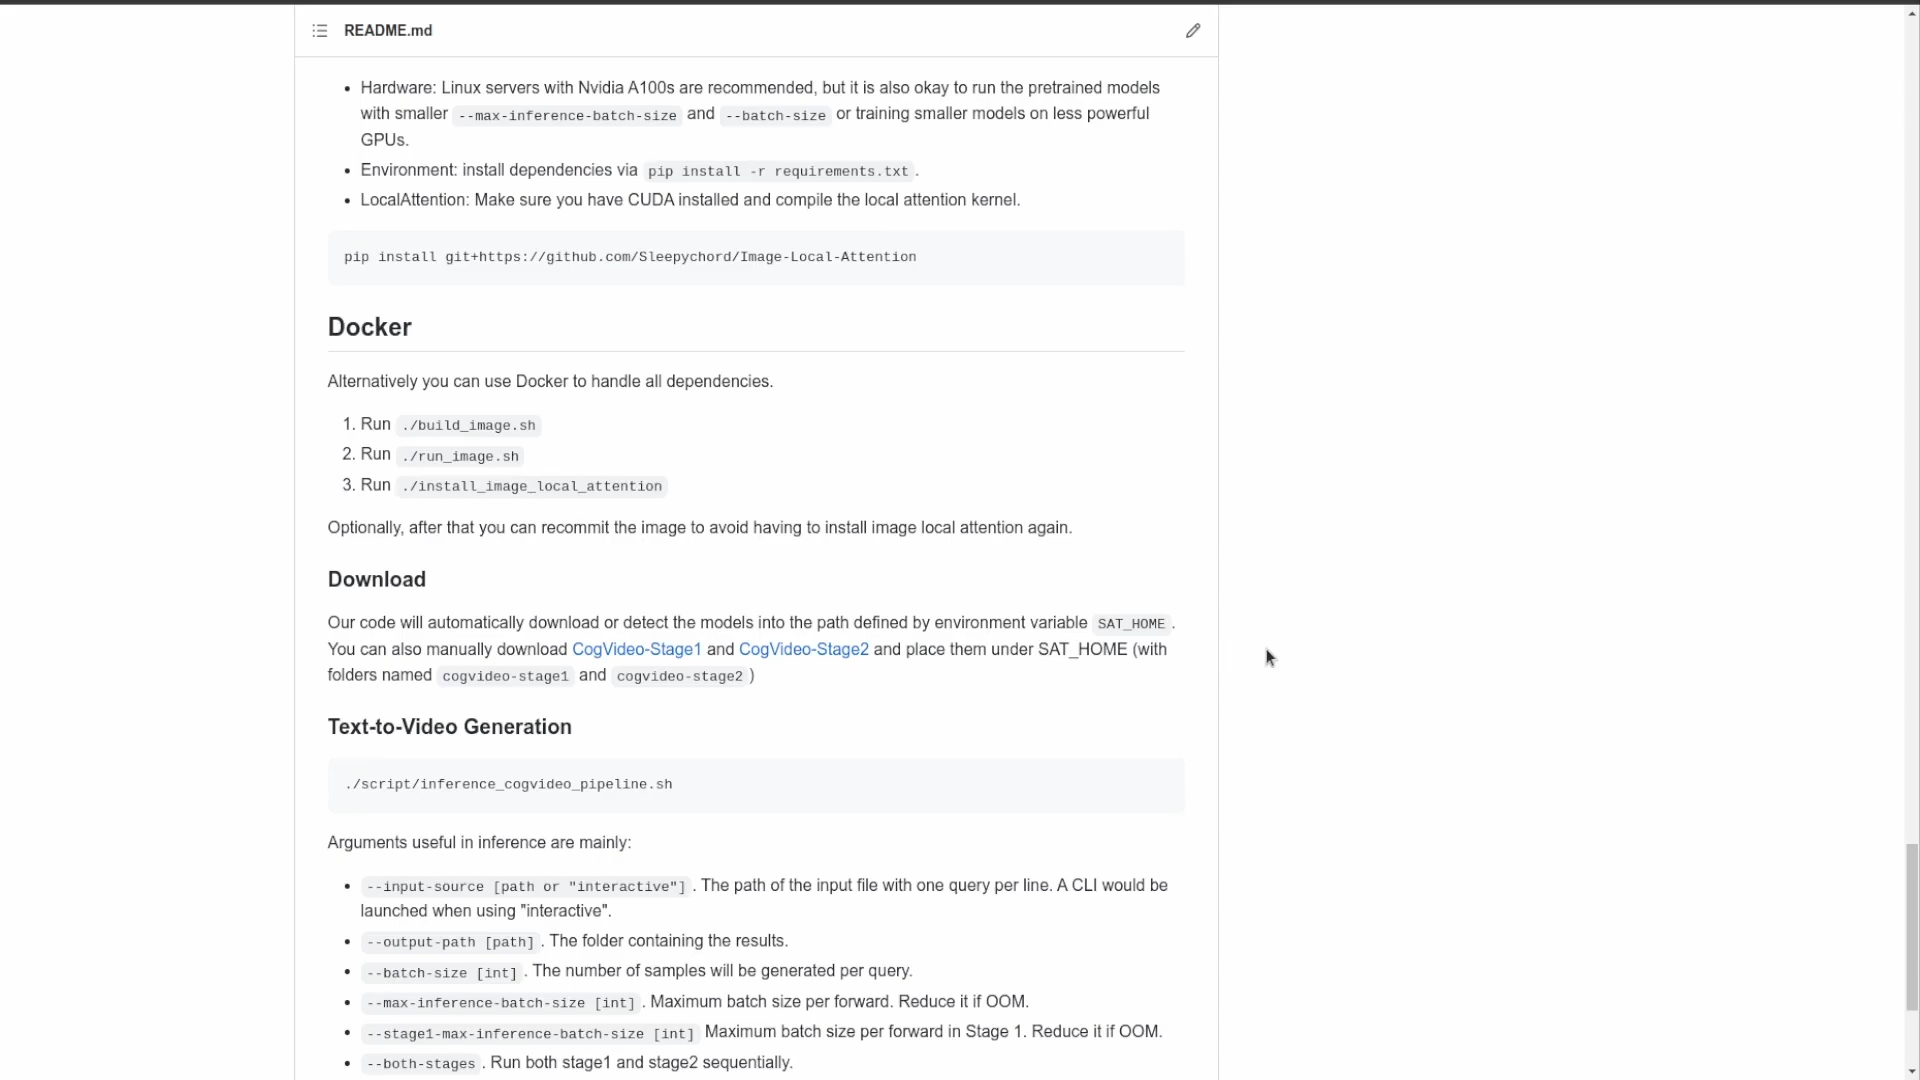 README.md
Hardware: Linux servers with Nvidia A100s are recommended, but it is also okay to run the pretrained models
with smaller --max-inference-batch-size and --batch-size or training smaller models on less powerful
GPUs.
Environment: install dependencies via pip install -r requirements.txt .
LocalAttention: Make sure you have CUDA installed and compile the local attention kernel.
pip install git+https://github.com/Sleepychord/Image-Local-Attention
Docker
Alternatively you can use Docker to handle all dependencies.
1. Run ./build_image.sh
2. Run ./run_image.sh
3. Run ./install_image_local_attention
Optionally, after that you can recommit the image to avoid having to install image local attention again.
Download
Our code will automatically download or detect the models into the path defined by environment variable SAT_HOME .
You can also manually download CogVideo-Stage1 and CogVideo-Stage2 and place them under SAT_HOME (with
folders named cogvideo-stage1 and cogvideo-stage2 )
Text-to-Video Generation
./script/inference_cogvideo_pipeline.sh
Arguments useful in inference are mainly:
--input-source [path or "interactive"] . The path of the input file with one query per line. A CLI would be
launched when using "interactive".
--output-path [path] . The folder containing the results.
--batch-size [int] . The number of samples will be generated per query.
--max-inference-batch-size [int] . Maximum batch size per forward. Reduce it if OOM.
--stage1-max-inference-batch-size [int] Maximum batch size per forward in Stage 1. Reduce it if OOM.
--both-stages . Run both stage1 and stage2 sequentially.